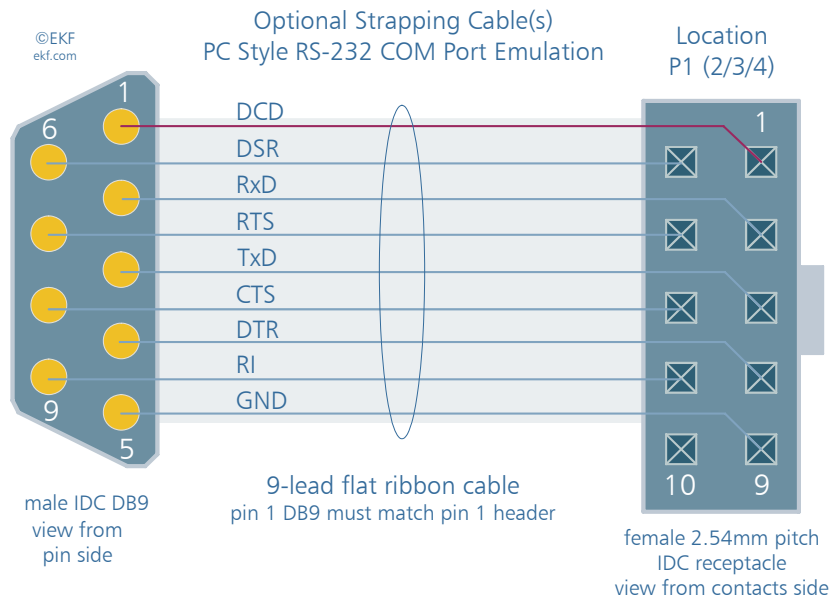 ©EKF
ekf.com
Optional Strapping Cable(s)
PC Style RS-232 COM Port Emulation
Location
P1 (2/3/4)
1
6
DCD
DSR
RxD
RTS
TxD
CTS
DTR
RI
GND
9
5
1
10 9
male IDC DB9
view from
pin side
9-lead flat ribbon cable
pin 1 DB9 must match pin 1 header
female 2.54mm pitch
IDC receptacle
view from contacts side